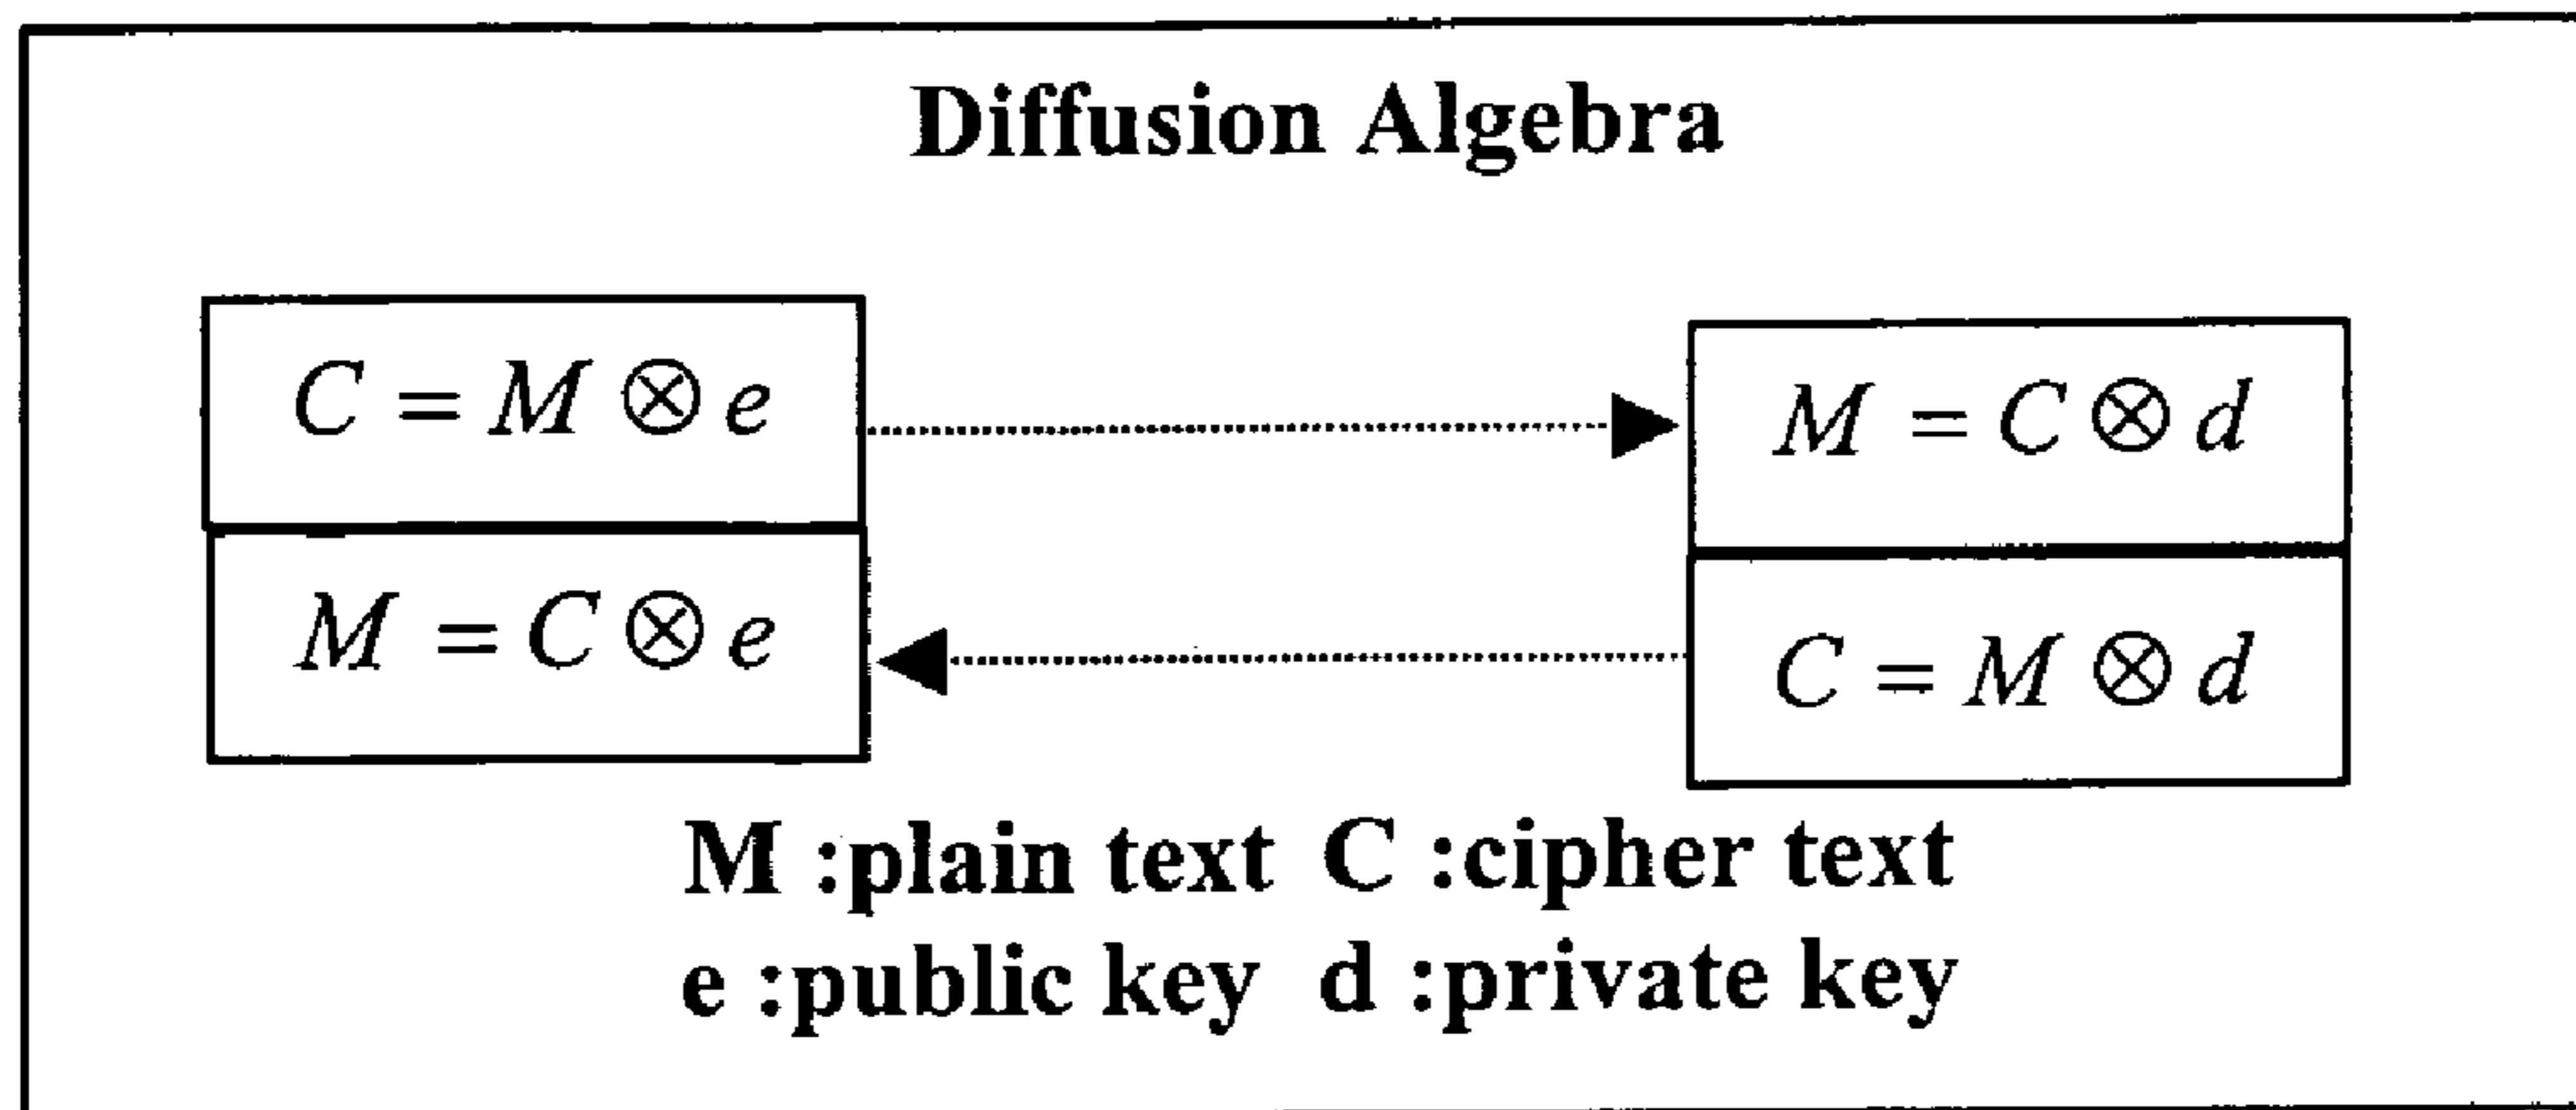 Diffusion Algebra
C = M ⊗ e
M = C ⊗ d
M = C ⊗ e
C = M ⊗ d
M :plain text C :cipher text
e :public key d :private key